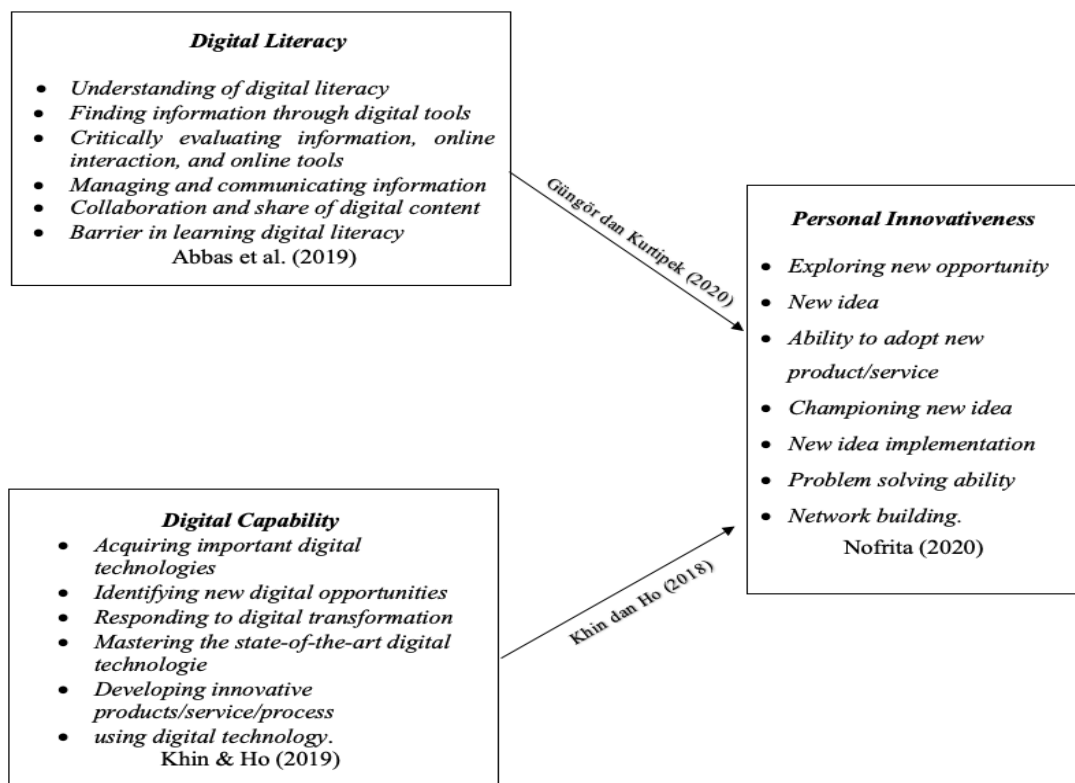 Digital Literacy
• Understanding of digital literacy
• Finding information through digital tools
• Critically evaluating information, online
interaction, and online tools
• Managing and communicating information
• Collaboration and share of digital content
• Barrier in learning digital literacy
Abbas et al. (2019)
Güngör dan Kurtipek (2020)
Personal Innovativeness
• Exploring new opportunity
• New idea
• Ability to adopt new
product/service
• Championing new idea
• New idea implementation
• Problem solving ability
• Network building.
Nofrita (2020)
Digital Capability
• Acquiring important digital
technologies
• Identifying new digital opportunities
• Responding to digital transformation
• Mastering the state-of-the-art digital
technologie
• Developing innovative
products/service/process
• using digital technology.
Khin & Ho (2019)
Khin dan Ho (2018)